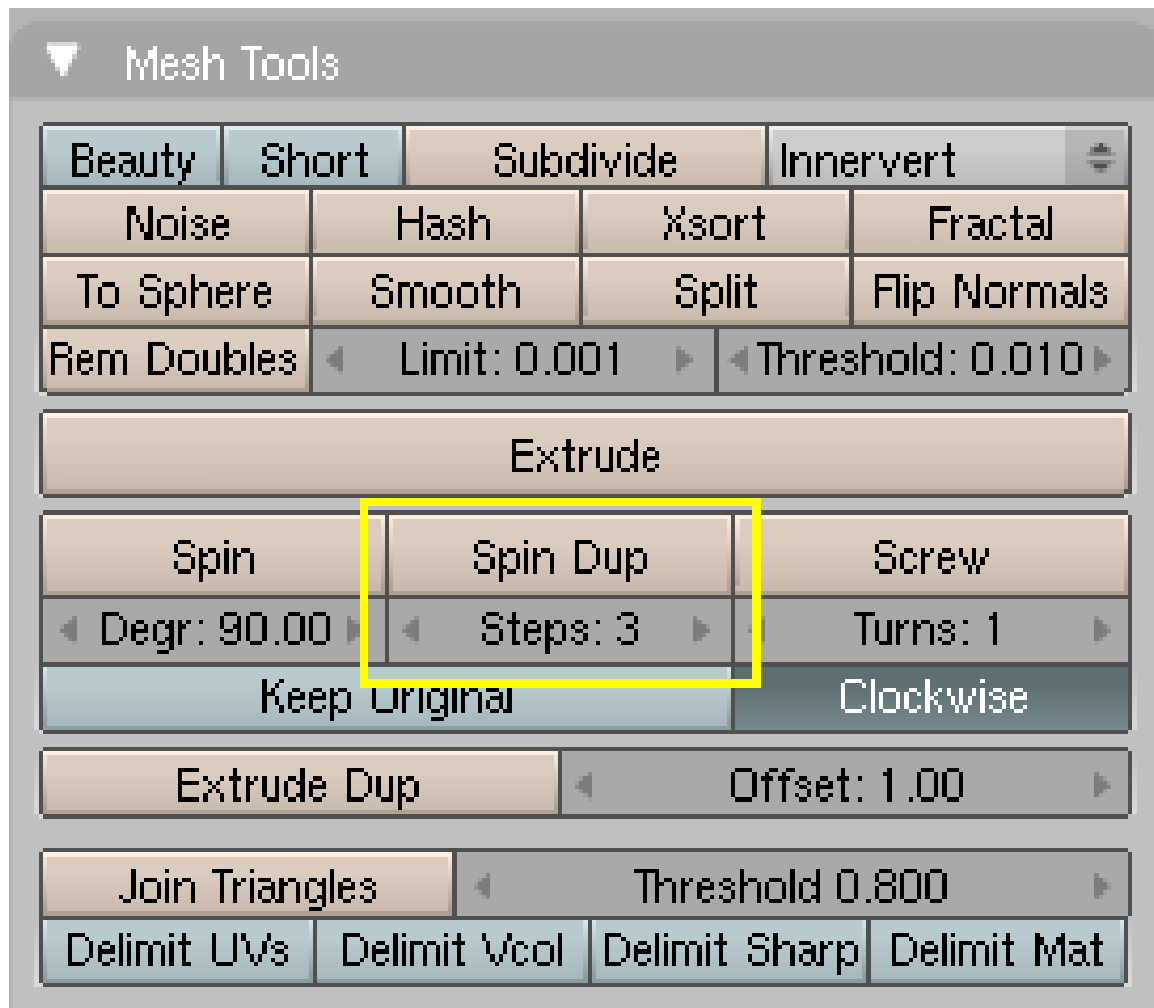 Mesh Tools
Beauty Short Subdivide Innervert
Noise Hash Xsort Fractal
To Sphere Smooth Split Flip Normals
Rem Doubles Limit: 0.001 Threshold: 0.010
Extrude
Spin Spin Dup Screw
Degr: 90.00 Steps: 3 Turns: 1
Keep Original Clockwise
Extrude Dup Offset: 1.00
Join Triangles Threshold 0.800
Delimit UVs Delimit Vcol Delimit Sharp Delimit Mat